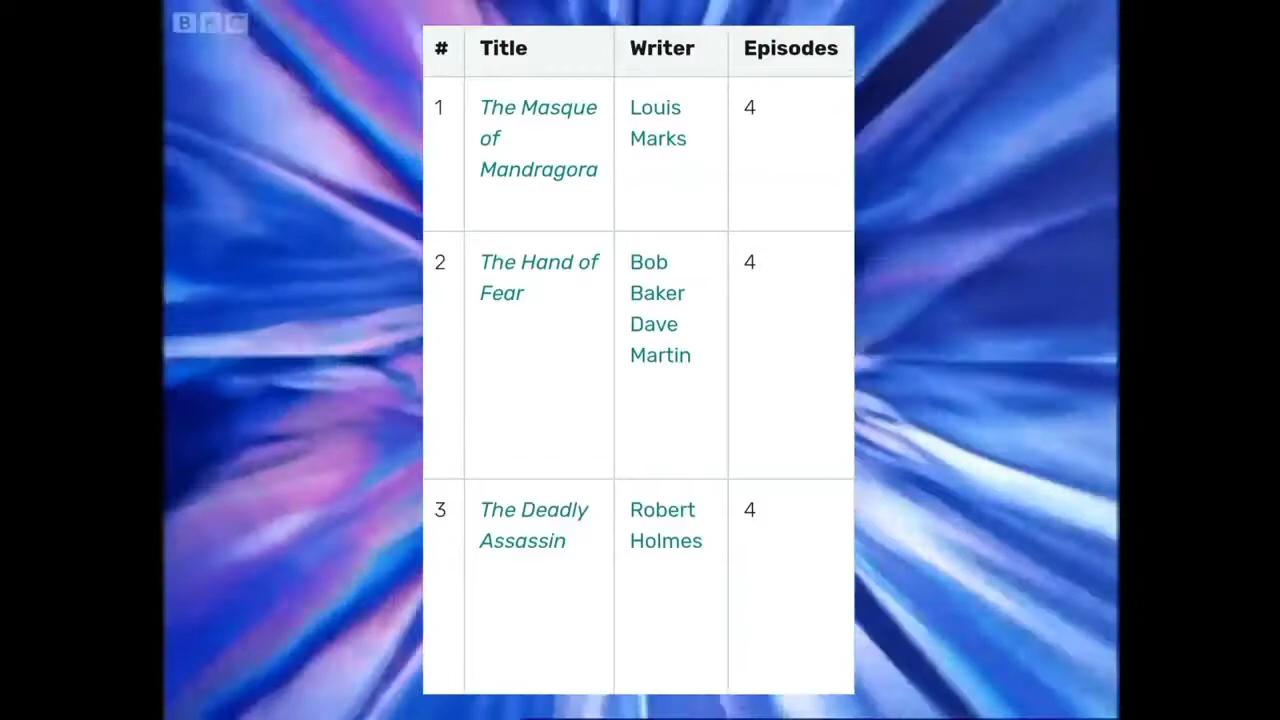 BBC
# Title Writer Episodes
1 The Masque of Mandragora Louis Marks 4
2 The Hand of Fear Bob Baker Dave Martin 4
3 The Deadly Assassin Robert Holmes 4